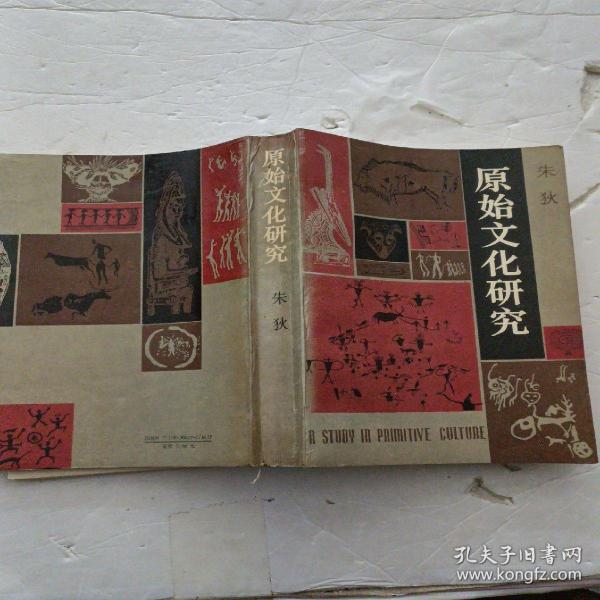 原始文化研究
朱狄
原始文化研究
朱狄
A STUDY IN PRIMITIVE CULTURE
孔夫子旧书网
www.kongfz.com